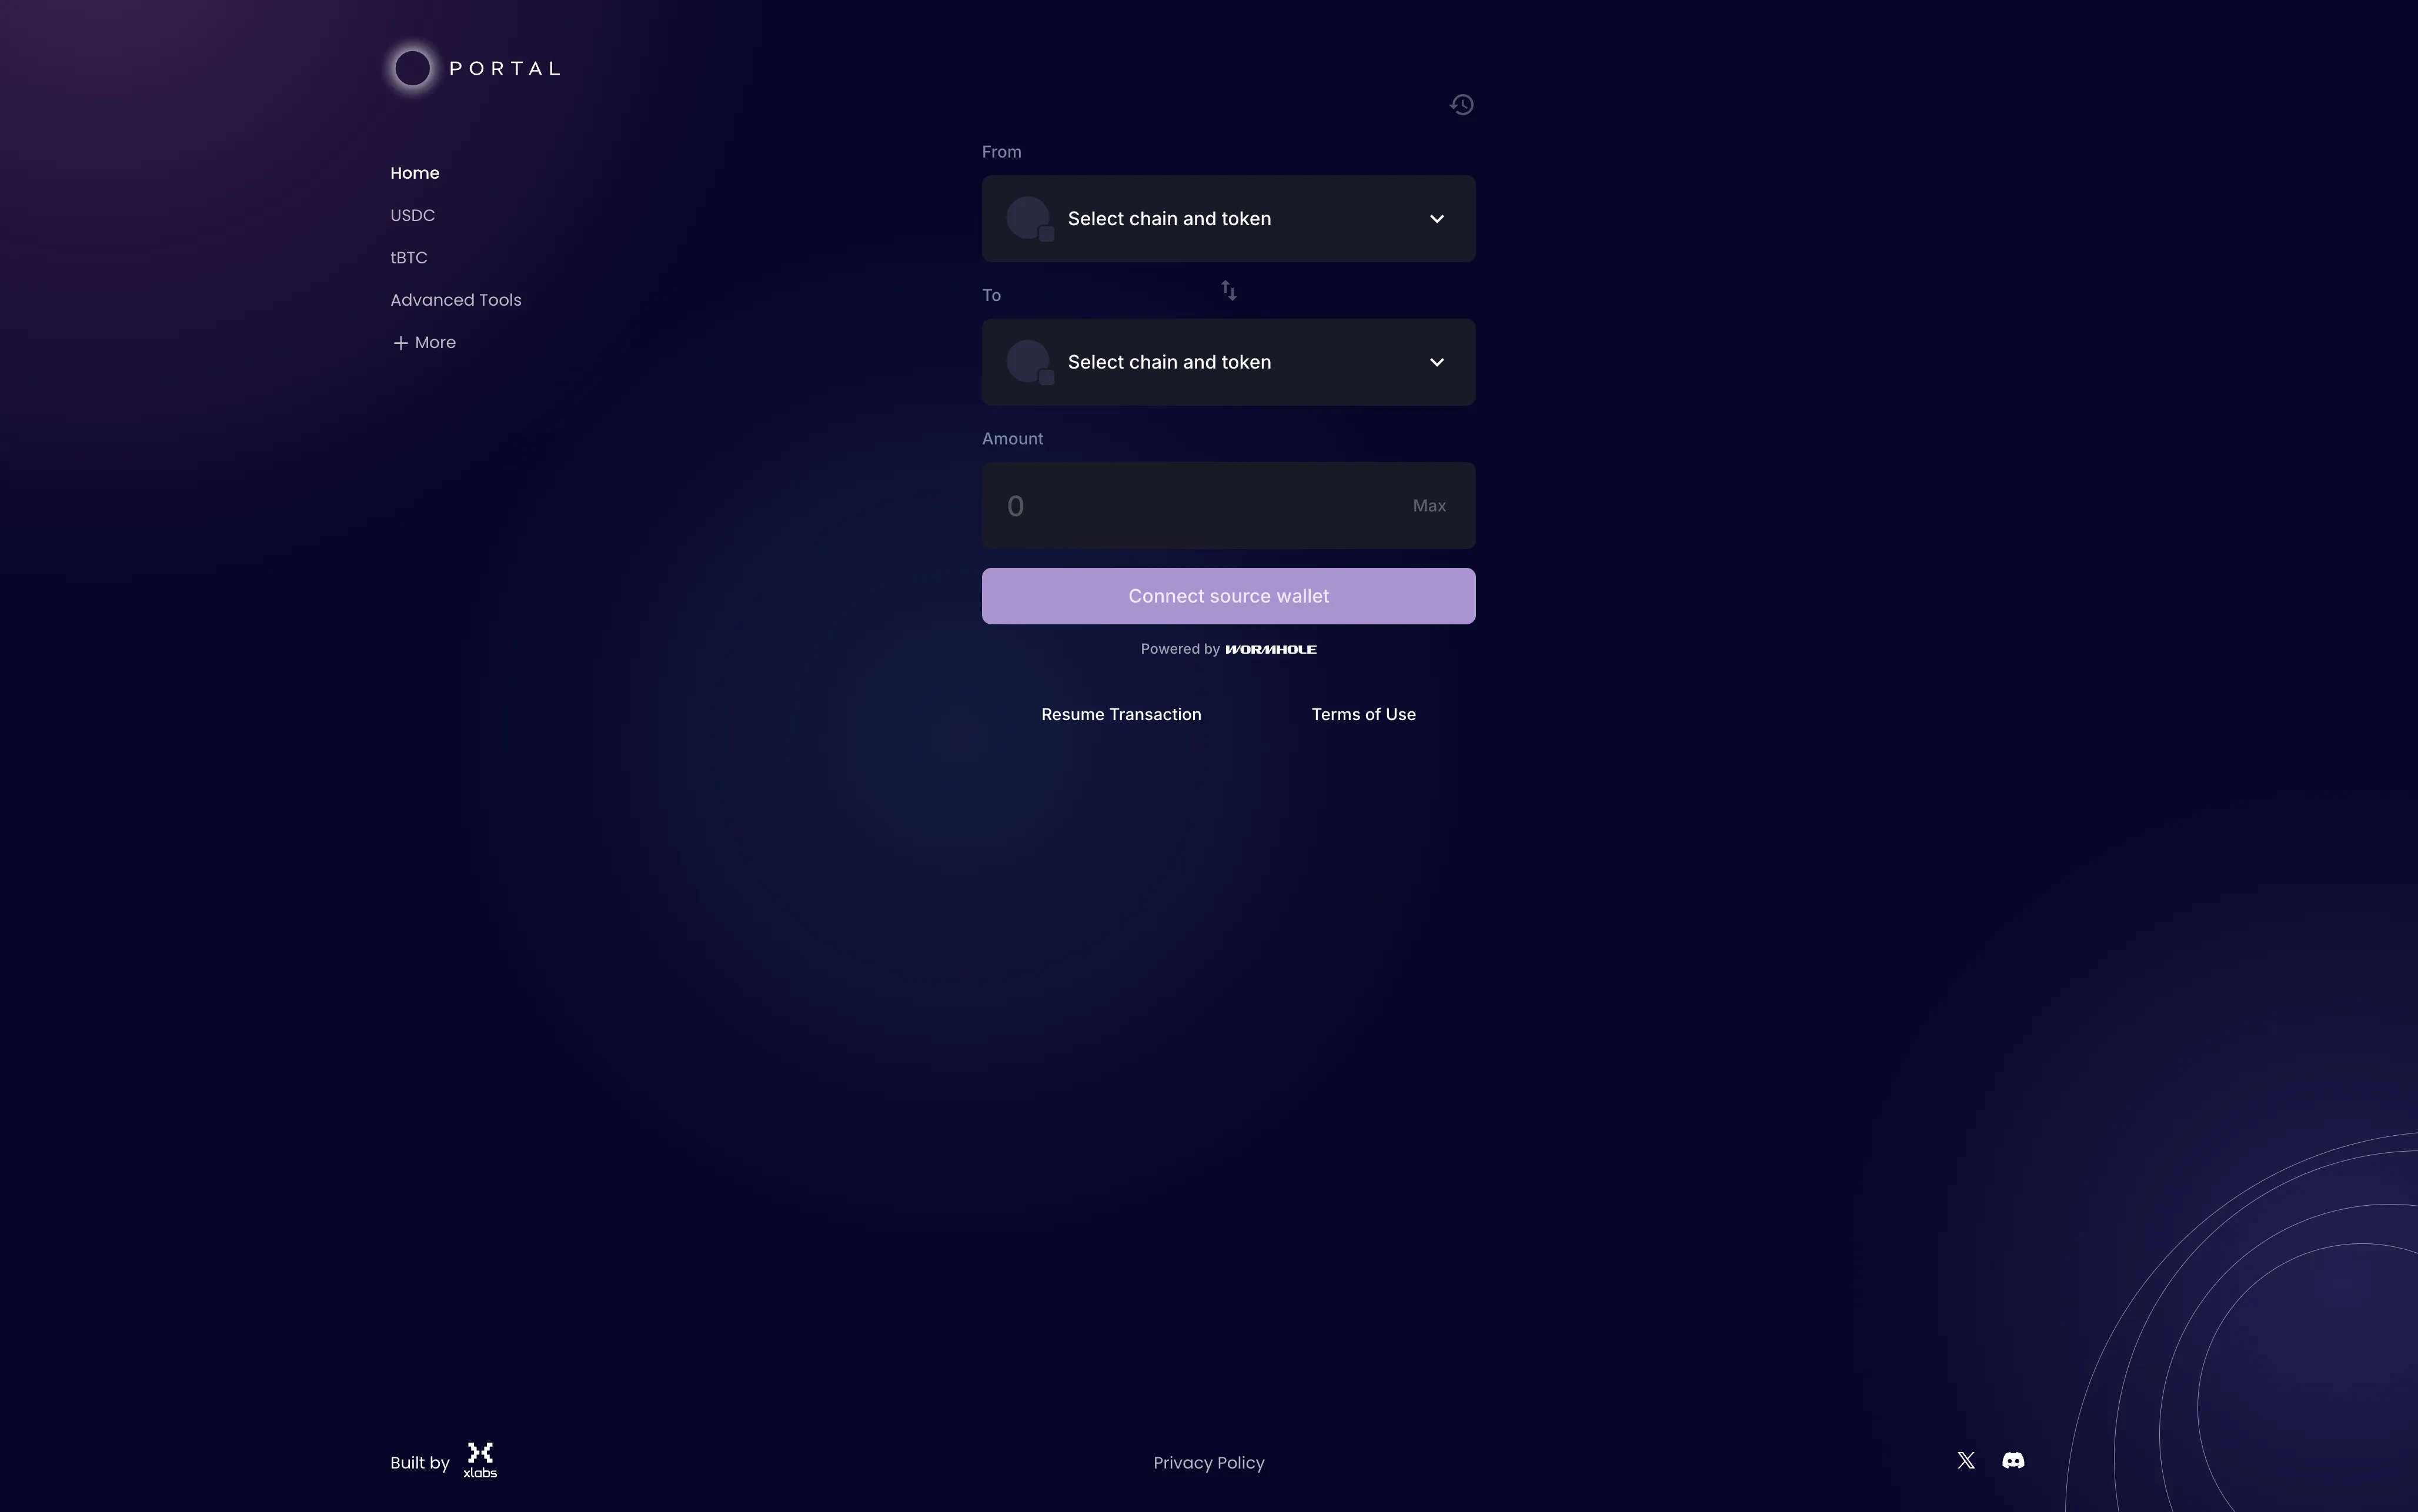 PORTAL
Home
USDC
tBTC
Advanced Tools
More
From
Select chain and token
To
Select chain and token
Amount
0
Max
Connect source wallet
Powered by WORMHOLE
Resume Transaction
Terms of Use
Built by
xlabs
Privacy Policy